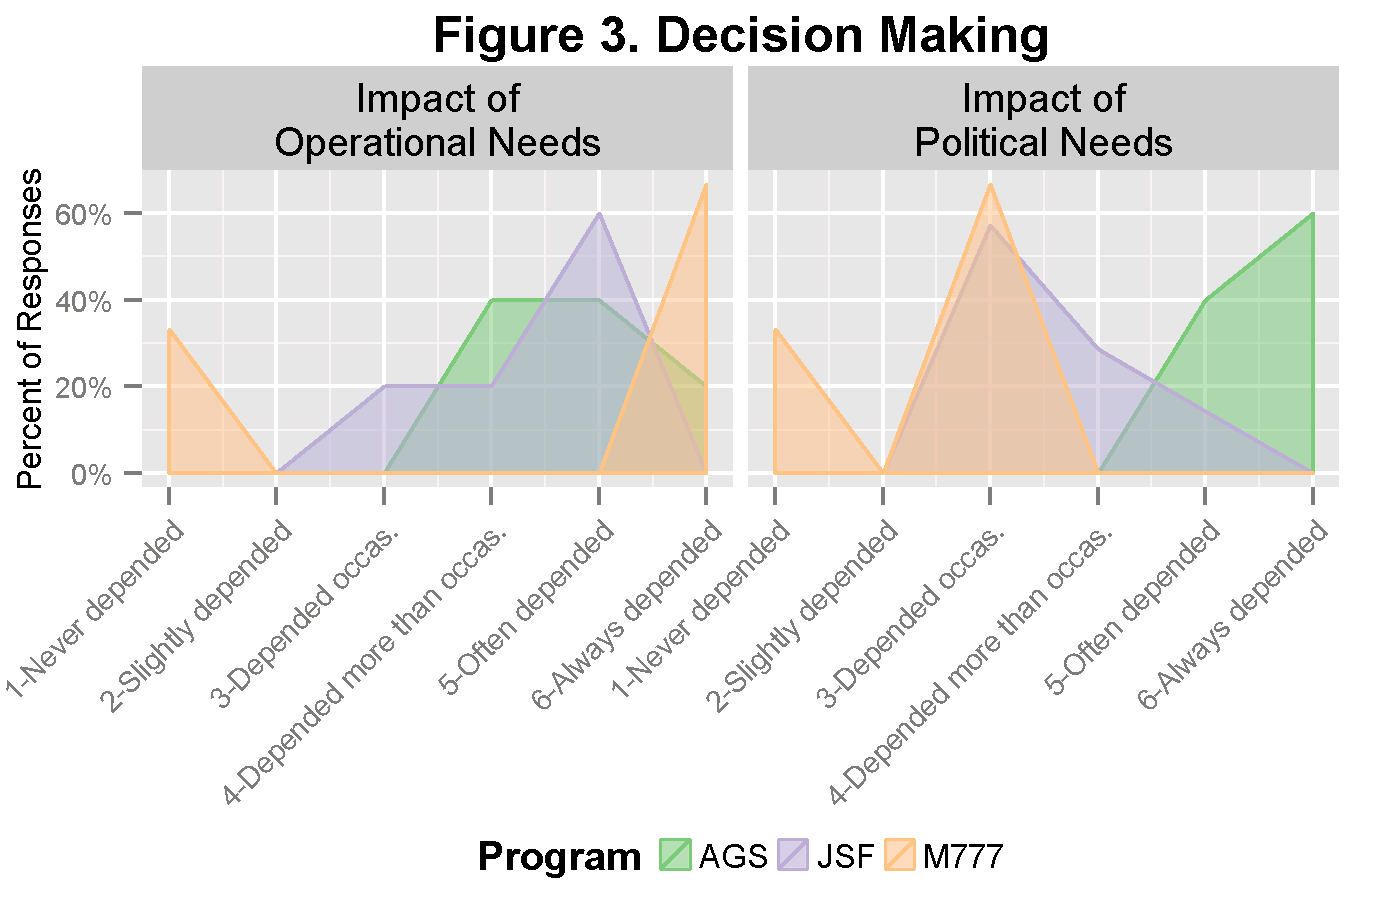 Figure 3. Decision Making
Impact of
Operational Needs
Impact of
Political Needs
Percent of Responses
60%
40%
20%
0%
1-Never depended
2-Slightly depended
3-Depended occas.
4-Depended more than occas.
5-Often depended
6-Always depended
1-Never depended
2-Slightly depended
3-Depended occas.
4-Depended more than occas.
5-Often depended
6-Always depended
Program AGS JSF M777